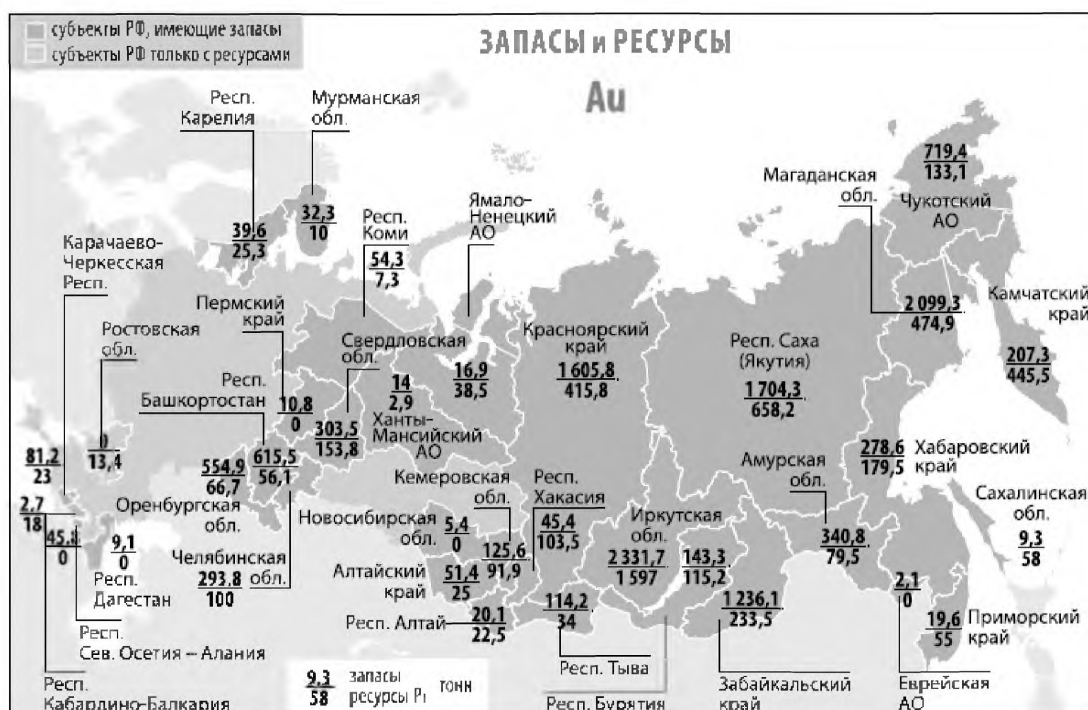 субъекты РФ, имеющие запасы
субъекты РФ только с ресурсами
ЗАПАСЫ и РЕСУРСЫ
Au
Респ.
Карелия
39,6
25,3
Мурманская
обл.
32,3
10
Респ.
Коми
54,3
7,3
Ямало-
Ненецкий
АО
16,9
38,5
Магаданская
обл.
2 099,3
474,9
719,4
133,1
Чукотский
АО
Камчатский
край
207,3
445,5
Карачаево-
Черкесская
Респ.
81,2
23
Ростовская
обл.
0
13,4
Пермский
край
10,8
0
Респ.
Башкортостан
615,5
56,1
Свердловская
обл.
303,5
153,8
14
2,9
Ханты-
Мансийский
АО
Красноярский
край
1 605,8
415,8
Респ. Саха
(Якутия)
1 704,3
658,2
554,9
66,7
Оренбургская
обл.
Челябинская
обл.
293,8
100
2,7
18
45,8
0
9,1
0
Респ.
Дагестан
Респ.
Сев. Осетия – Алания
Респ.
Кабардино-Балкария
Новосибирская
обл.
5,4
0
Кемеровская
обл.
125,6
91,9
Алтайский
край
51,4
25
Респ. Алтай
20,1
22,5
Респ.
Хакасия
45,4
103,5
114,2
34
Респ. Тыва
Иркутская
обл.
2 331,7
1 597
143,3
115,2
Респ. Бурятия
1 236,1
233,5
Забайкальский
край
Амурская
обл.
340,8
79,5
278,6
179,5
Хабаровский
край
Сахалинская
обл.
9,3
58
2,1
0
Еврейская
АО
19,6
55
Приморский
край
9,3
58
запасы
ресурсы P₁
тонн